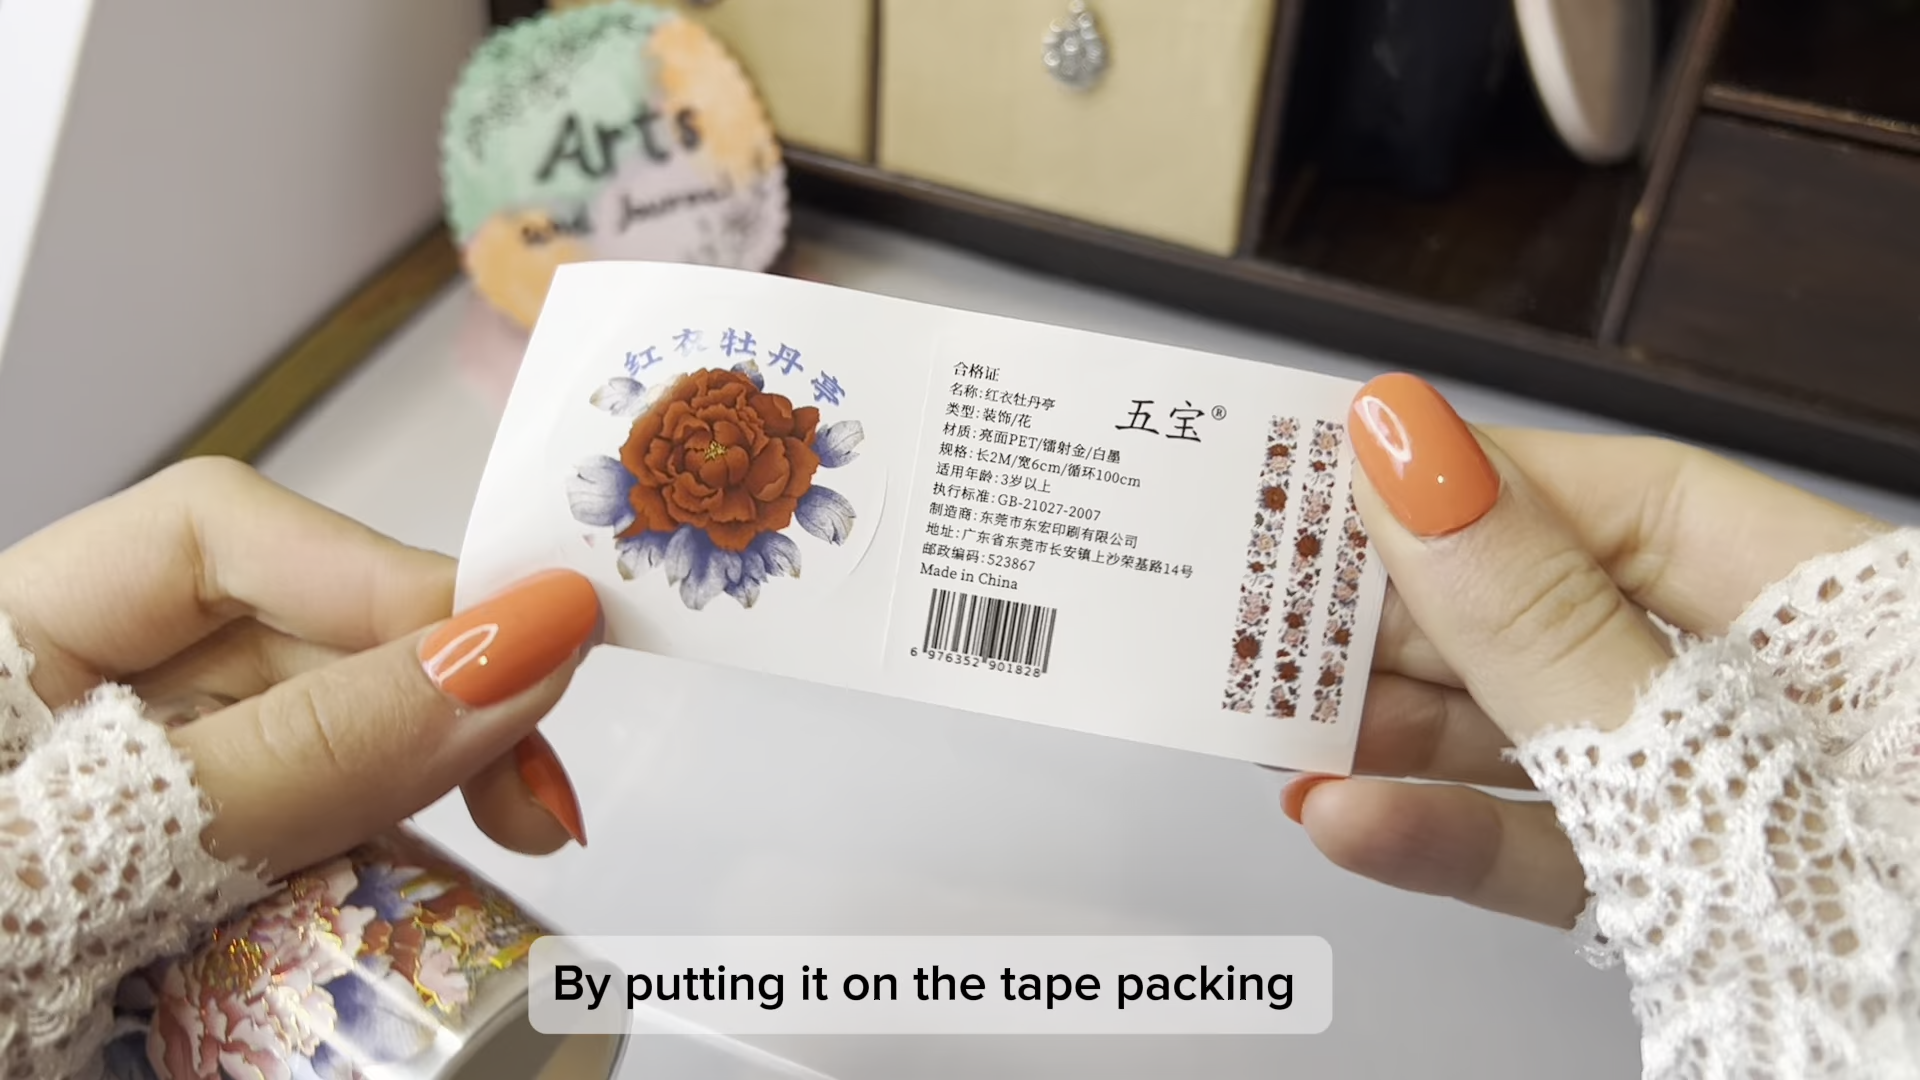 Arts
and Journal
红衣牡丹亭
合格证
名称:红衣牡丹亭
类型:装饰/花
材质:亮面PET/镭射金/白墨
规格:长2M/宽6cm/循环100cm
适用年龄:3岁以上
执行标准:GB-21027-2007
制造商:东莞市东宏印刷有限公司
地址:广东省东莞市长安镇上沙荣基路14号
邮政编码:523867
Made in China
6 976352 901828
五宝®
By putting it on the tape packing